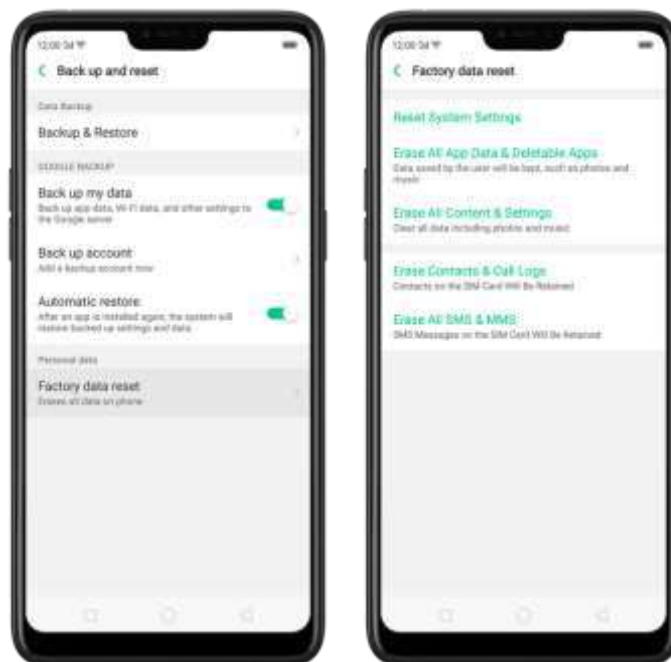 12:00
Back up and reset
Data Backup
Backup & Restore
GOOGLE BACKUP
Back up my data
Back up app data, Wi-Fi data, and other settings to
the Google server
Back up account
Add a backup account now
Automatic restore
After an app is installed again, the system will
restore backed up settings and data.
Personal data
Factory data reset
Erases all data on phone
12:00
Factory data reset
Reset System Settings
Erase All App Data & Deletable Apps
Data saved by the user will be kept, such as photos and
music
Erase All Content & Settings
Clear all data including photos and music
Erase Contacts & Call Logs
Contacts on the SIM Card Will Be Retained
Erase All SMS & MMS
SMS Messages on the SIM Card Will Be Retained